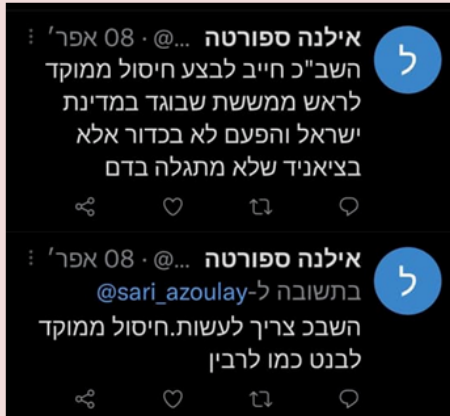 אילנה ספורטה ...@ · 08 אפר׳
השב"כ חייב לבצע חיסול ממוקד
לראש ממששת שבוגד במדינת
ישראל והפעם לא בכדור אלא
בציאניד שלא מתגלה בדם
אילנה ספורטה ...@ · 08 אפר׳
בתשובה ל-@sari_azoulay
השבכ צריך לעשות.חיסול ממוקד
לבנט כמו לרבין
ל
ל